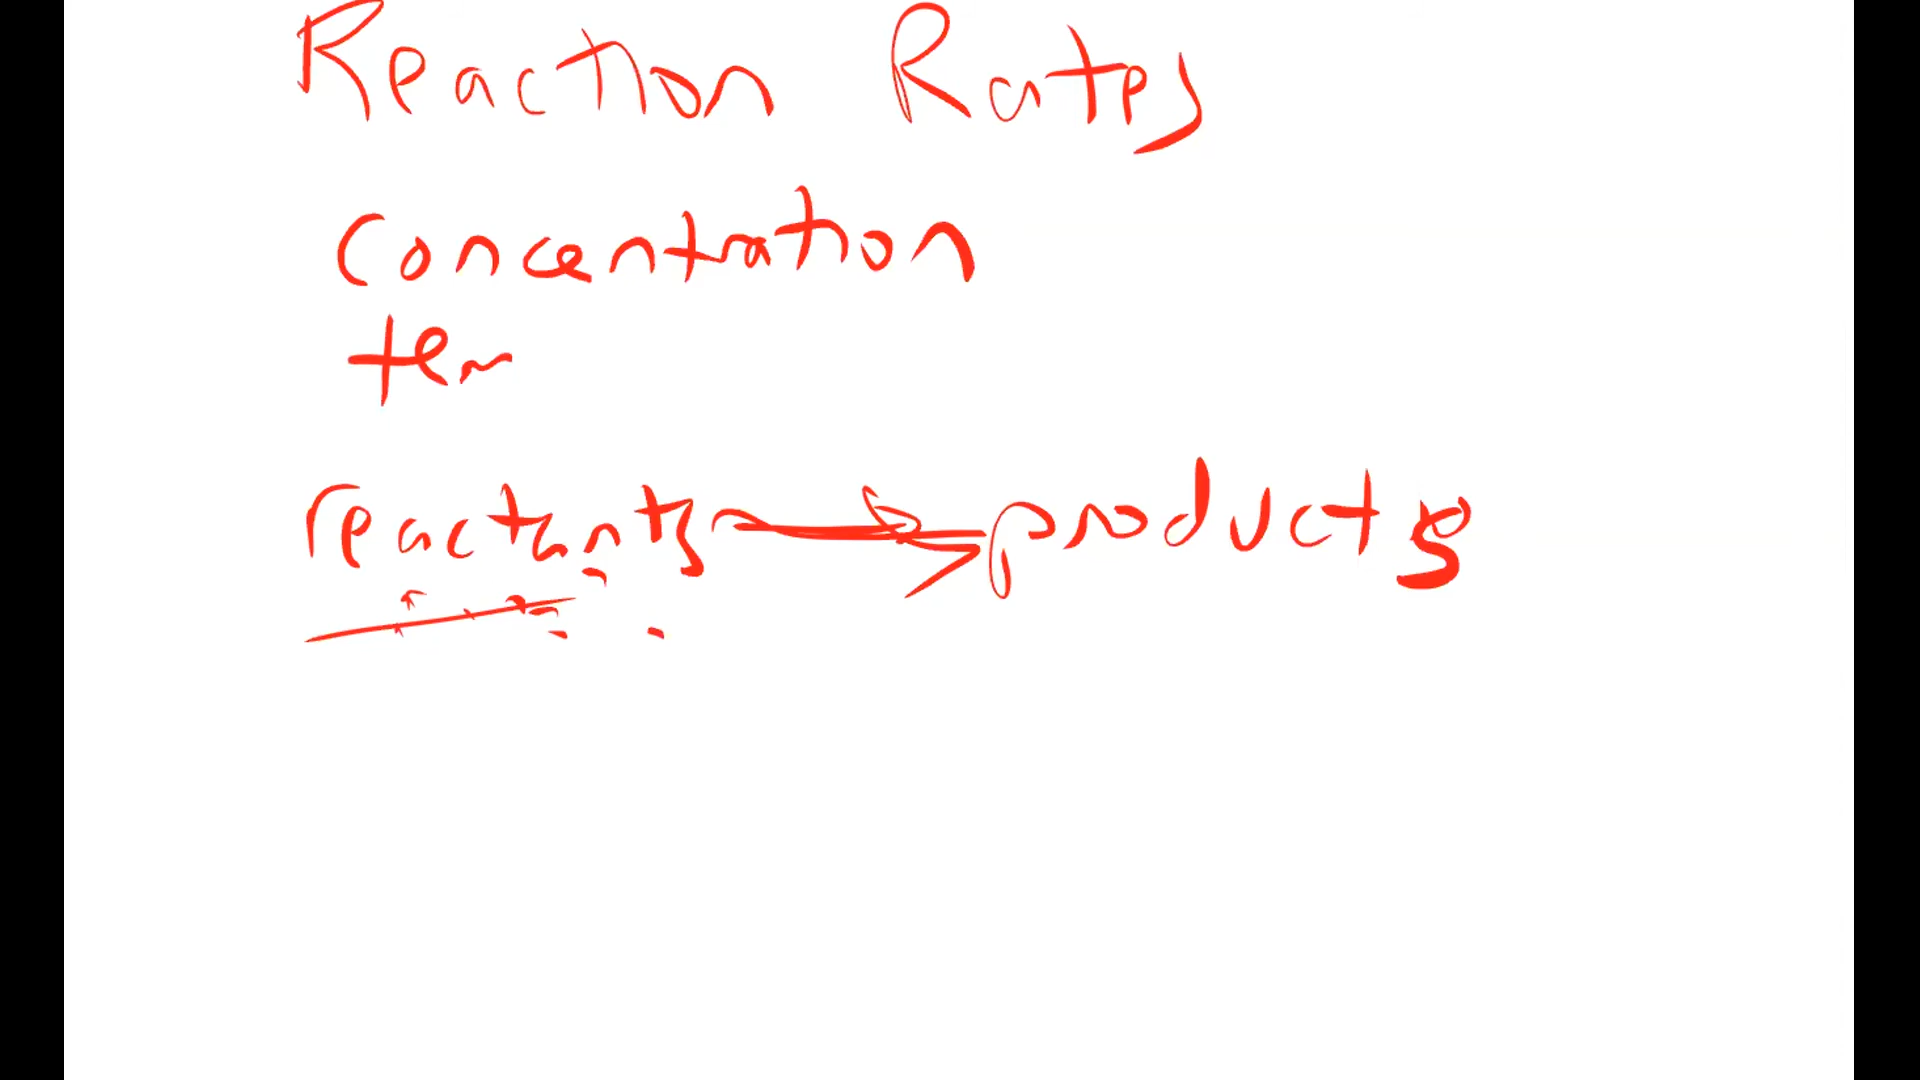 Reaction Rates
Concentration
tem
reactants → products